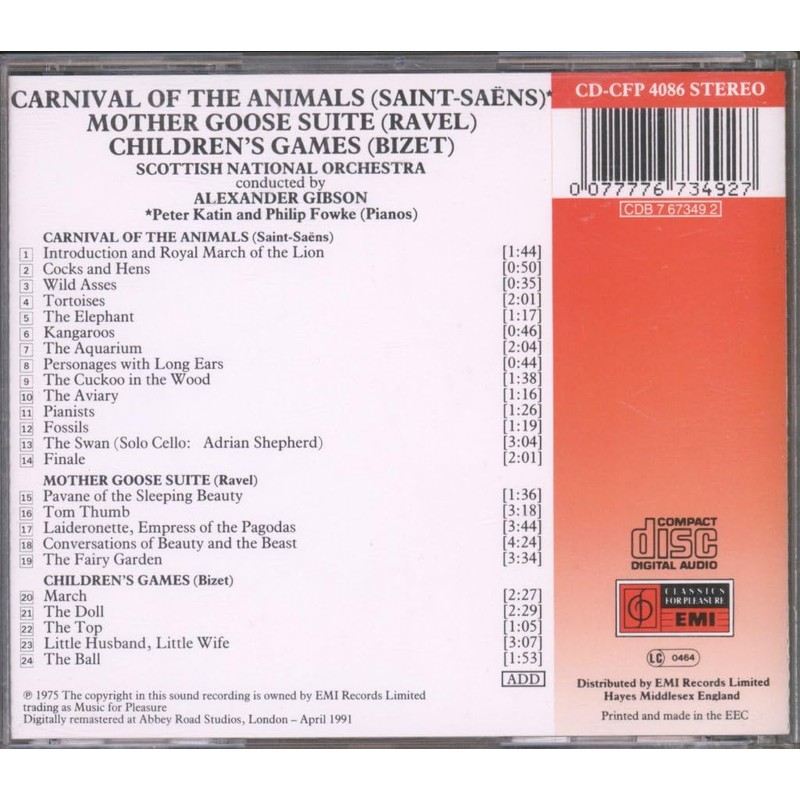 CARNIVAL OF THE ANIMALS (SAINT-SAËNS)*
MOTHER GOOSE SUITE (RAVEL)
CHILDREN'S GAMES (BIZET)
SCOTTISH NATIONAL ORCHESTRA
conducted by
ALEXANDER GIBSON
*Peter Katin and Philip Fowke (Pianos)
CARNIVAL OF THE ANIMALS (Saint-Saëns)
1 Introduction and Royal March of the Lion [1:44]
2 Cocks and Hens [0:50]
3 Wild Asses [0:35]
4 Tortoises [2:01]
5 The Elephant [1:17]
6 Kangaroos [0:46]
7 The Aquarium [2:04]
8 Personages with Long Ears [0:44]
9 The Cuckoo in the Wood [1:38]
10 The Aviary [1:16]
11 Pianists [1:26]
12 Fossils [1:19]
13 The Swan (Solo Cello: Adrian Shepherd) [3:04]
14 Finale [2:01]
MOTHER GOOSE SUITE (Ravel)
15 Pavane of the Sleeping Beauty [1:36]
16 Tom Thumb [3:18]
17 Laideronette, Empress of the Pagodas [3:44]
18 Conversations of Beauty and the Beast [4:24]
19 The Fairy Garden [3:34]
CHILDREN'S GAMES (Bizet)
20 March [2:27]
21 The Doll [2:29]
22 The Top [1:05]
23 Little Husband, Little Wife [3:07]
24 The Ball [1:53]
ADD
℗ 1975 The copyright in this sound recording is owned by EMI Records Limited
trading as Music for Pleasure
Digitally remastered at Abbey Road Studios, London – April 1991
CD-CFP 4086 STEREO
0 077776 734927
CDB 7 67349 2
COMPACT
disc
DIGITAL AUDIO
CLASSICS
FOR PLEASURE
EMI
LC 0464
Distributed by EMI Records Limited
Hayes Middlesex England
Printed and made in the EEC